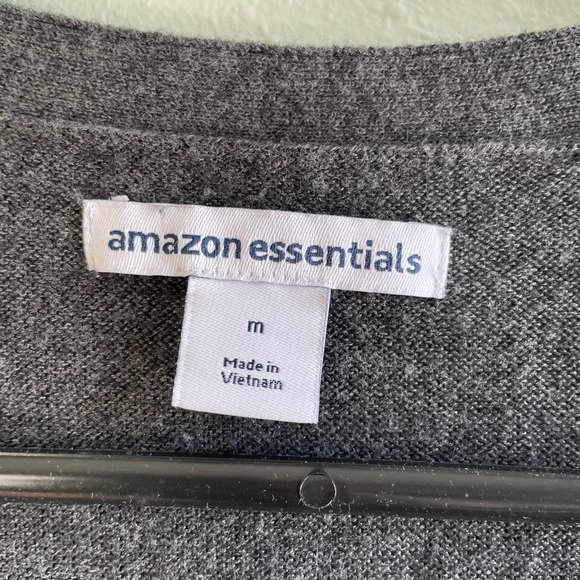 amazon essentials
m
Made in
Vietnam